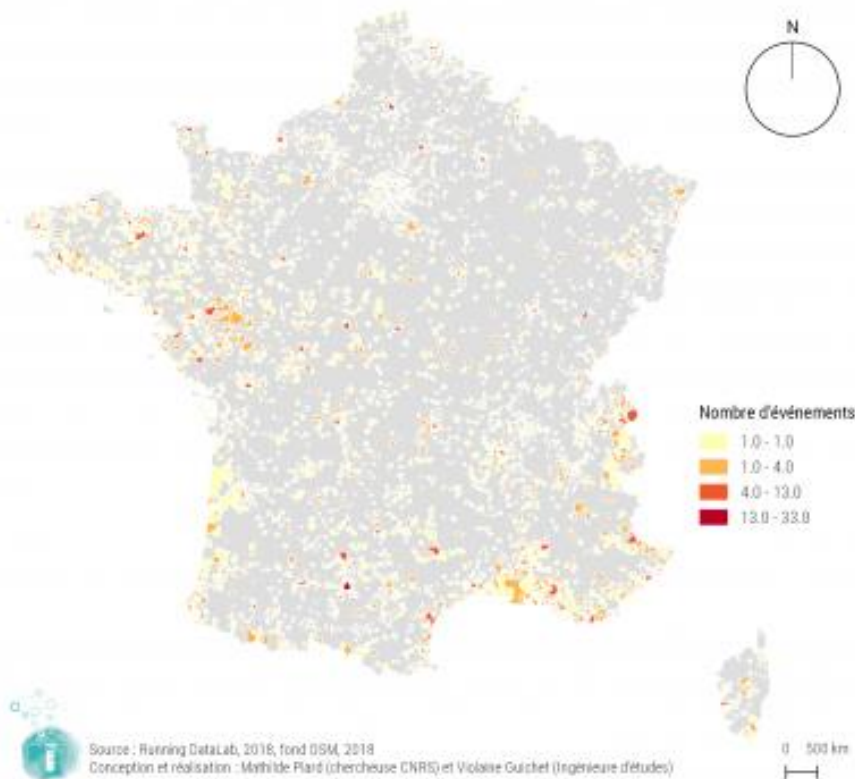 N
Nombre d'événements
1.0 - 1.0
1.0 - 4.0
4.0 - 13.0
13.0 - 33.0
0 500 km
Source : Running DataLab, 2018, fond OSM, 2018
Conception et réalisation : Mathilde Plard (chercheuse CNRS) et Violaine Guichet (Ingénieure d'études)